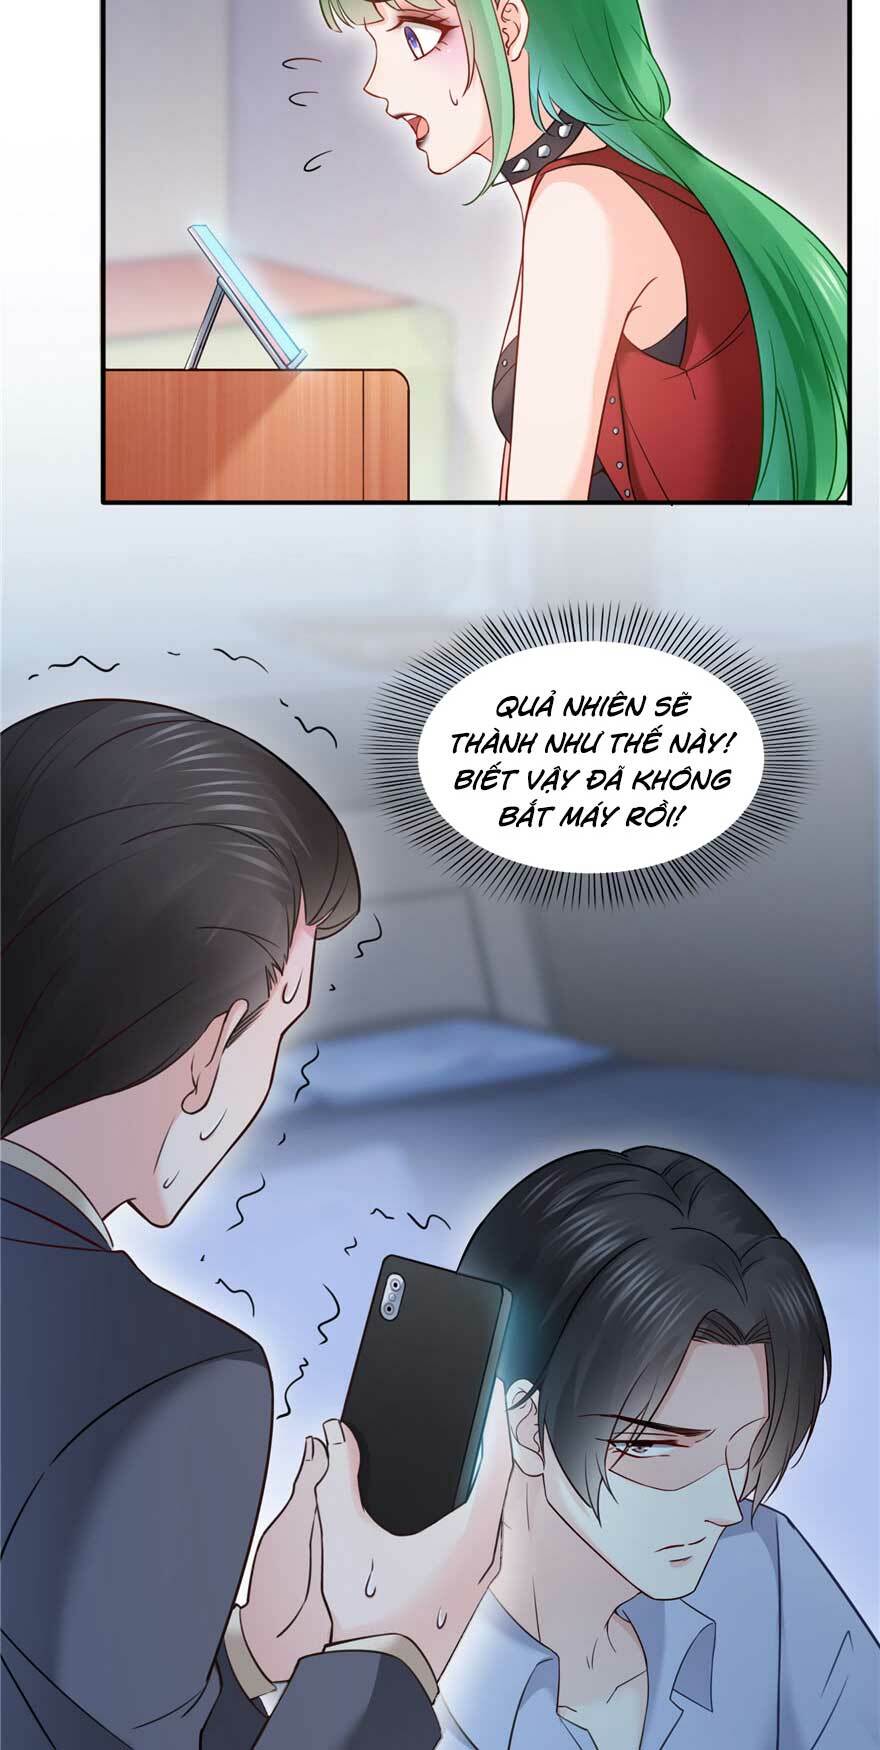 QUẢ NHIÊN SẼ
THÀNH NHƯ THẾ NÀY!
BIẾT VẬY ĐÃ KHÔNG
BẮT MÁY RỒI!